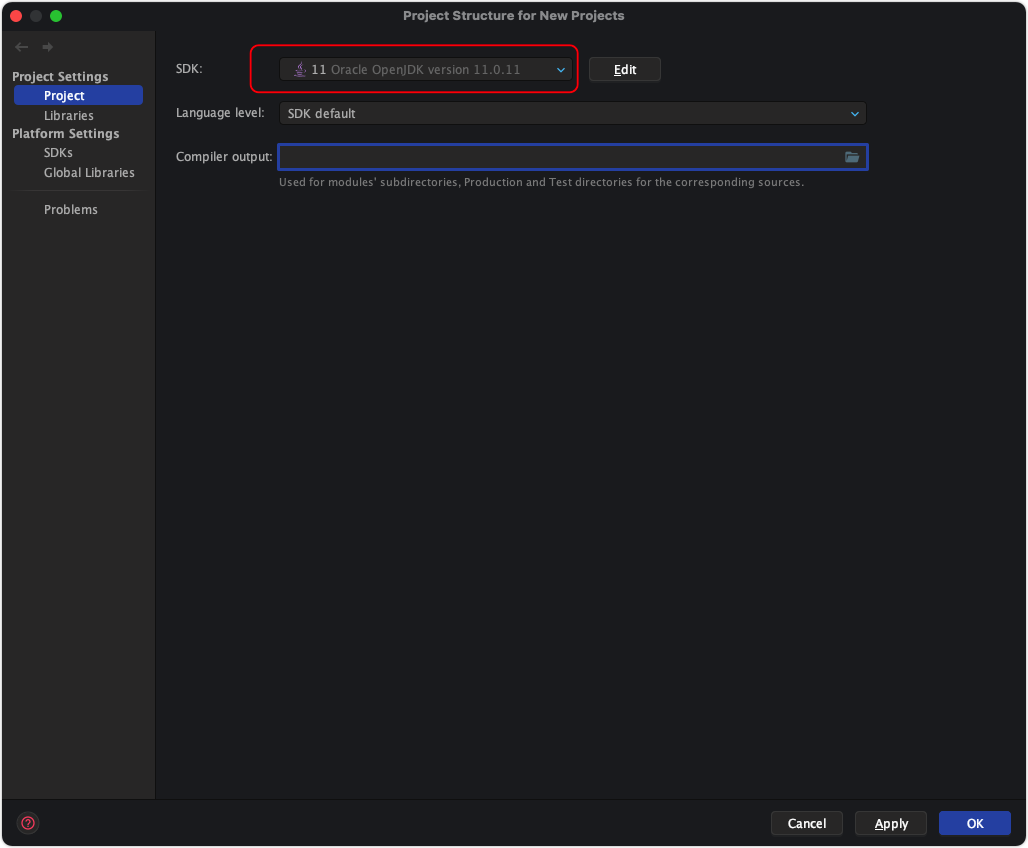 Project Structure for New Projects
Project Settings
Project
Libraries
Platform Settings
SDKs
Global Libraries
Problems
SDK: 11 Oracle OpenJDK version 11.0.11 Edit
Language level: SDK default
Compiler output:
Used for modules' subdirectories, Production and Test directories for the corresponding sources.
? Cancel Apply OK